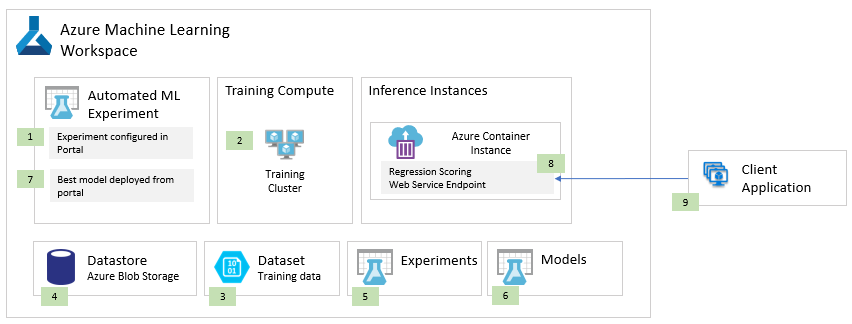 Azure Machine Learning
Workspace
Automated ML
Experiment
1
Experiment configured in
Portal
7
Best model deployed from
portal
Training Compute
2
Training
Cluster
Inference Instances
Azure Container
Instance
8
Regression Scoring
Web Service Endpoint
Client
Application
9
Datastore
Azure Blob Storage
4
10
01
Dataset
Training data
3
Experiments
5
Models
6